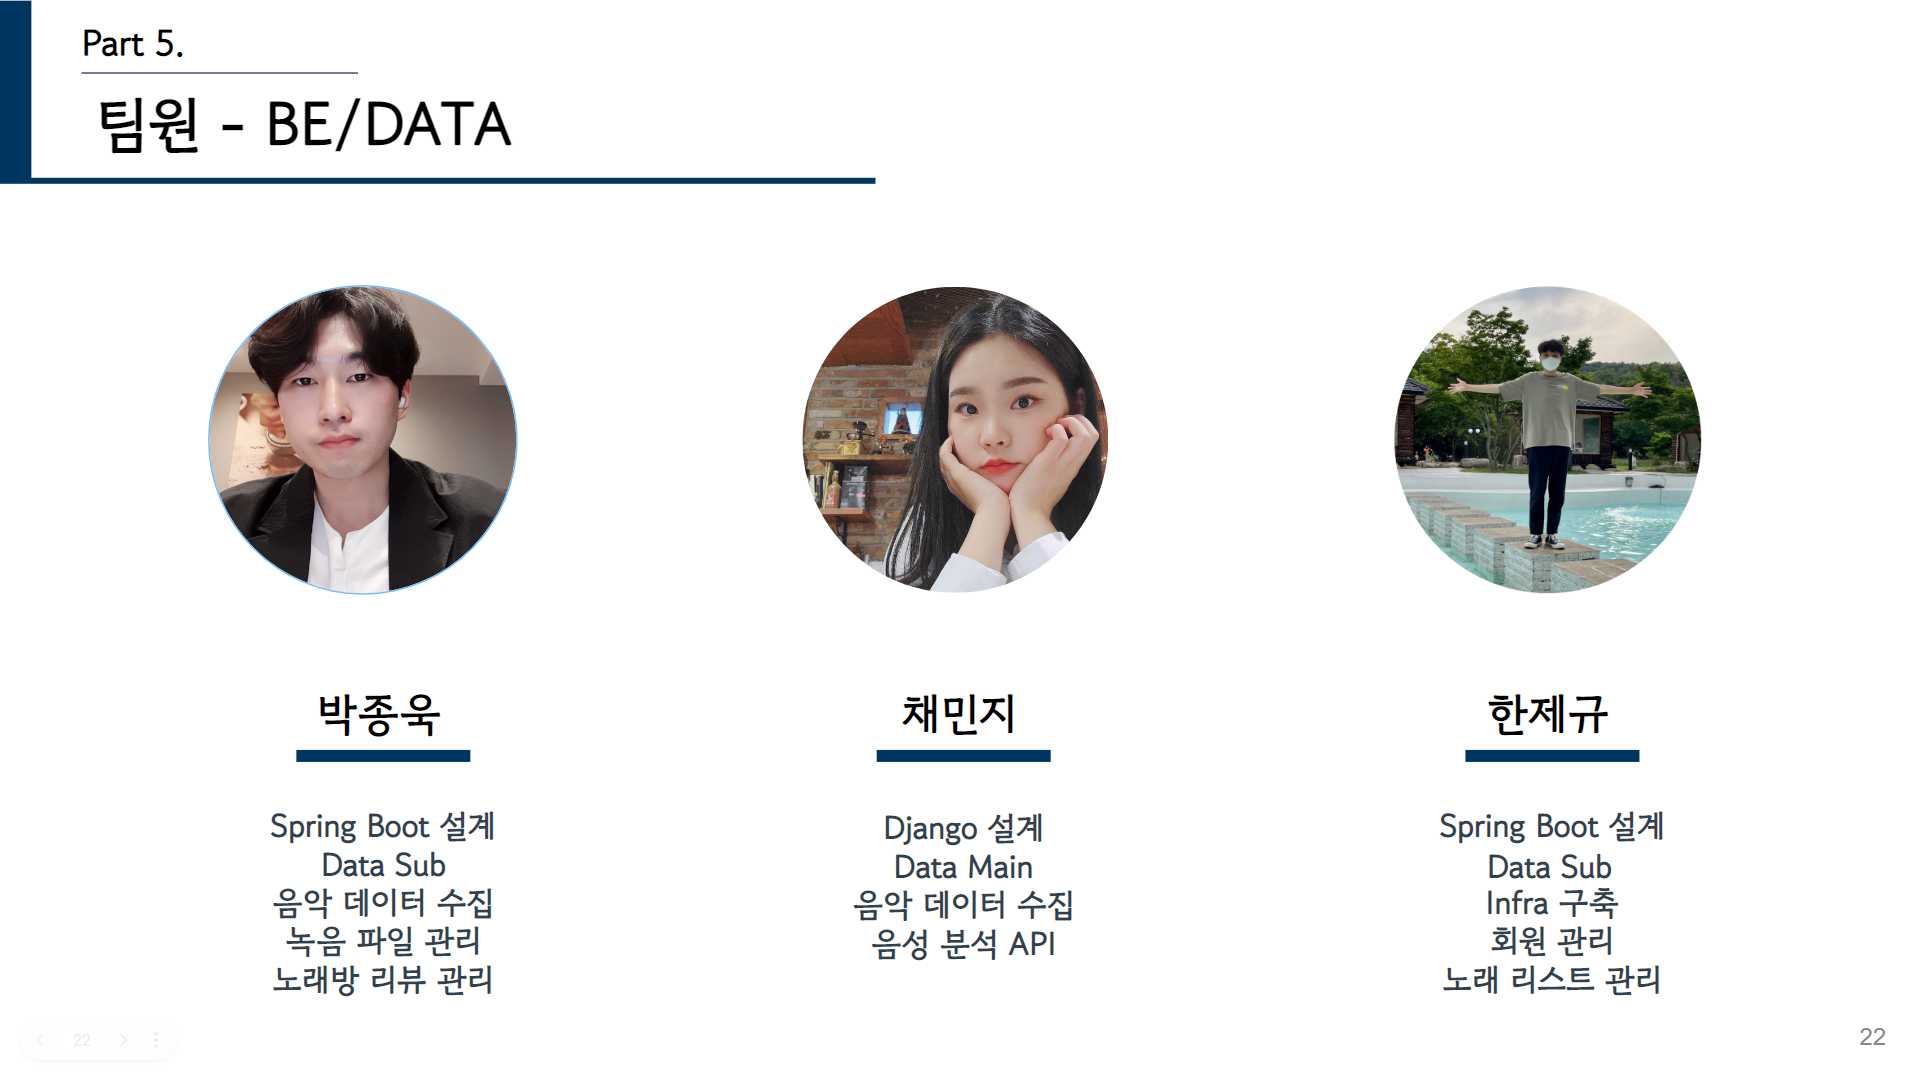 Part 5.
팀원 - BE/DATA
박종욱
Spring Boot 설계
Data Sub
음악 데이터 수집
녹음 파일 관리
노래방 리뷰 관리
채민지
Django 설계
Data Main
음악 데이터 수집
음성 분석 API
한제규
Spring Boot 설계
Data Sub
Infra 구축
회원 관리
노래 리스트 관리
22
22